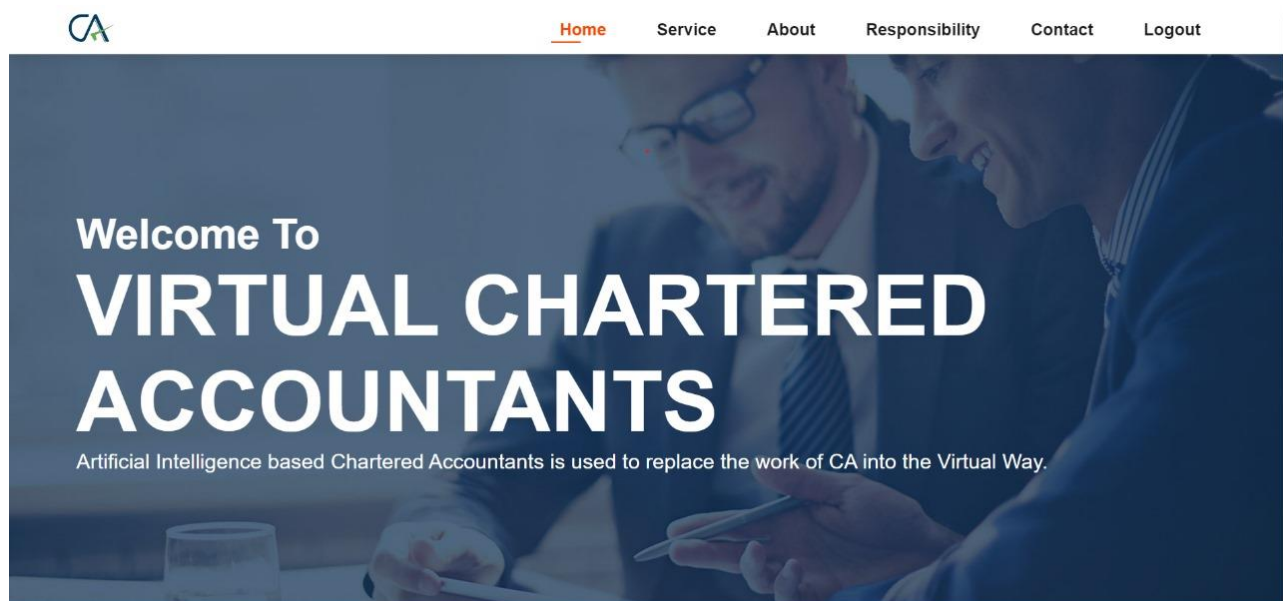 CA
Home Service About Responsibility Contact Logout
Welcome To
VIRTUAL CHARTERED
ACCOUNTANTS
Artificial Intelligence based Chartered Accountants is used to replace the work of CA into the Virtual Way.